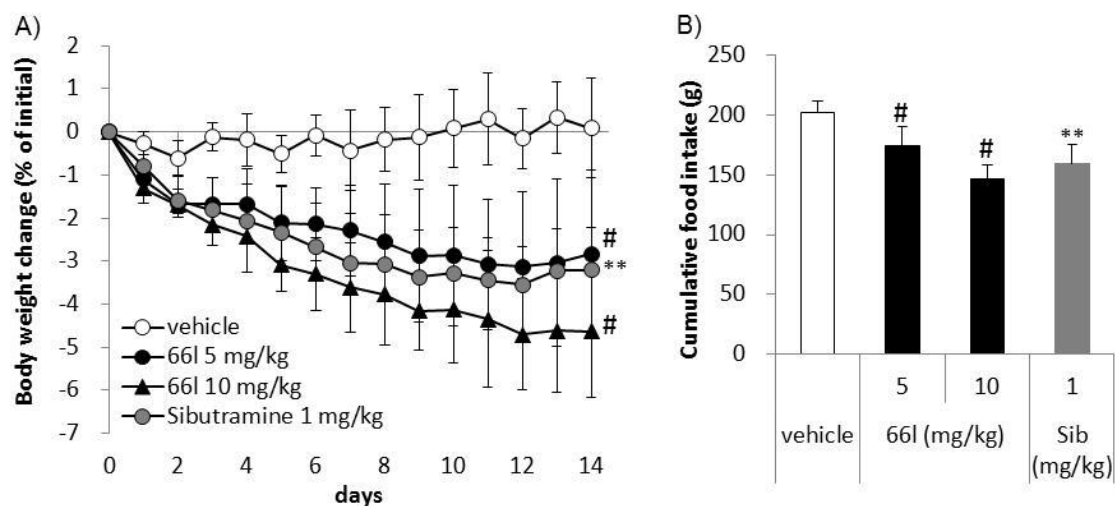 A)
Body weight change (% of initial)
2
1
0
-1
-2
-3
-4
-5
-6
-7
#
**
#
vehicle
66l 5 mg/kg
66l 10 mg/kg
Sibutramine 1 mg/kg
0 2 4 6 8 10 12 14
days
B)
Cumulative food intake (g)
250
200
150
100
50
0
# # **
5 10 1
vehicle 66l (mg/kg) Sib
(mg/kg)